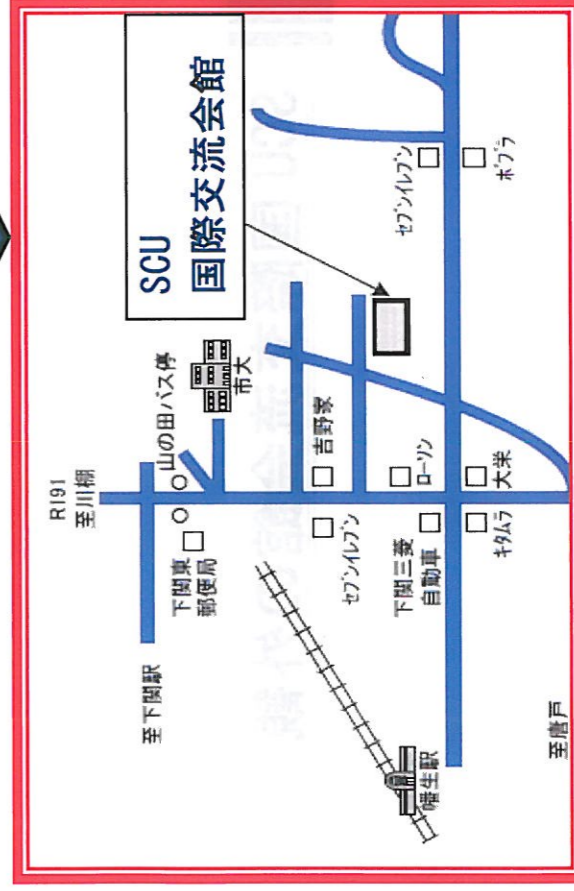 R191
至川棚
至下関駅
山の田バス停
下関東
郵便局
市大
SCU
国際交流会館
セブンイレブン
吉野家
下関三菱
自動車
ローソン
セブンイレブン
キタムラ
大栄
ポプラ
幡生駅
至唐戸